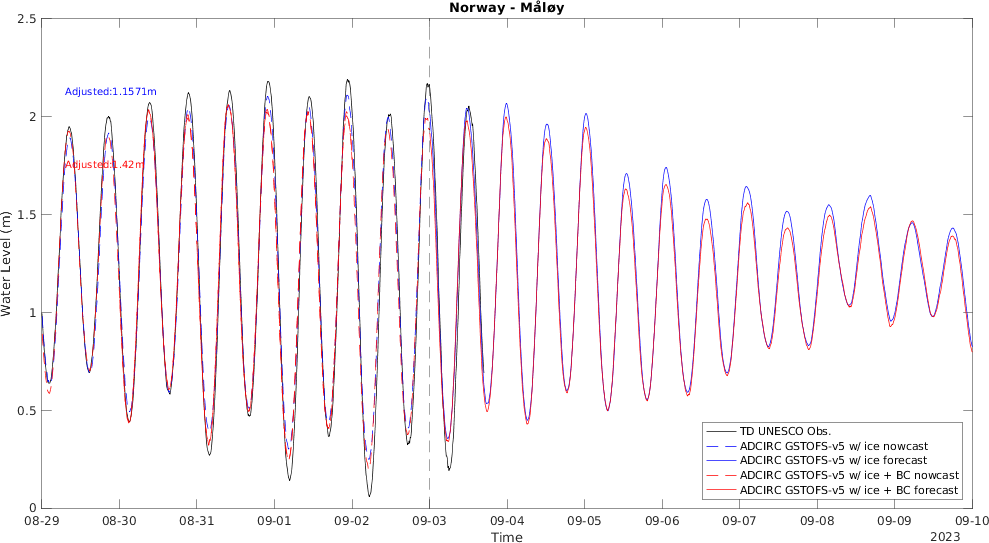 Norway - Måløy
2.5
Adjusted:1.1571m
2
Adjusted:1.42m
1.5
Water Level (m)
1
0.5
TD UNESCO Obs.
ADCIRC GSTOFS-v5 w/ ice nowcast
ADCIRC GSTOFS-v5 w/ ice forecast
ADCIRC GSTOFS-v5 w/ ice + BC nowcast
ADCIRC GSTOFS-v5 w/ ice + BC forecast
0
08-29 08-30 08-31 09-01 09-02 09-03 09-04 09-05 09-06 09-07 09-08 09-09 09-10
Time
2023